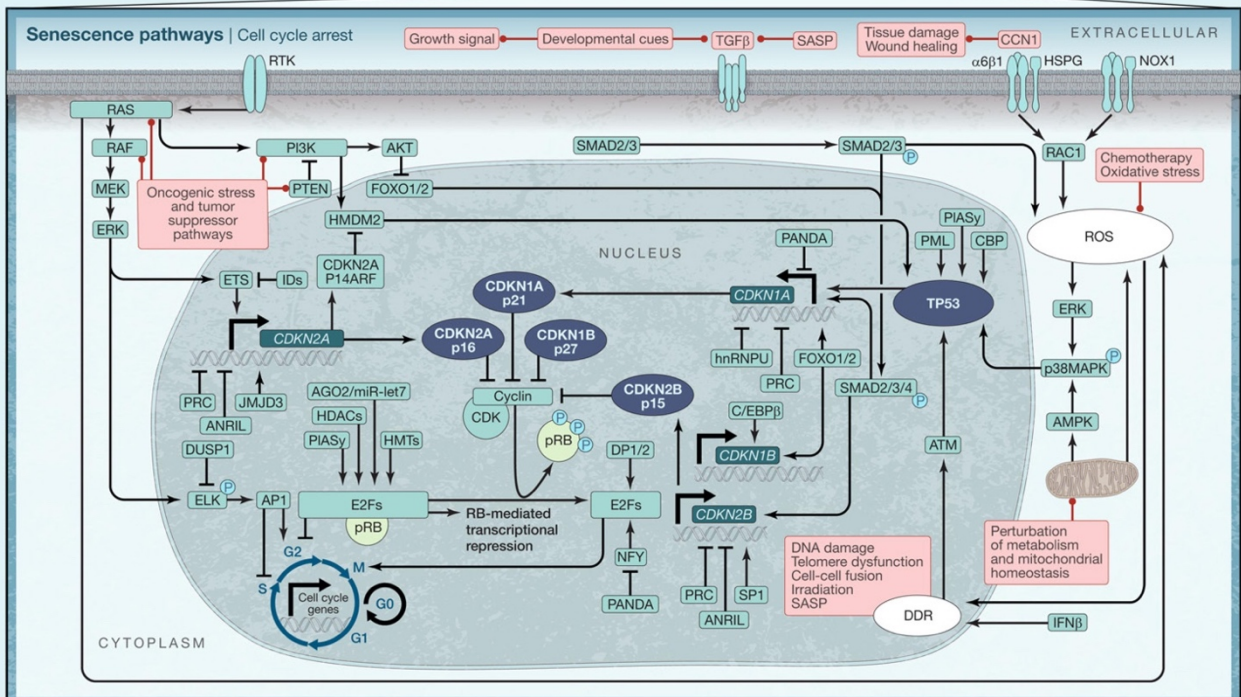 Senescence pathways | Cell cycle arrest
Growth signal
Developmental cues
TGFβ
SASP
Tissue damage
Wound healing
CCN1
EXTRACELLULAR
RTK
α6β1
HSPG
NOX1
RAS
RAF
MEK
ERK
PI3K
AKT
PTEN
FOXO1/2
Oncogenic stress
and tumor
suppressor
pathways
SMAD2/3
SMAD2/3
P
RAC1
Chemotherapy
Oxidative stress
HMDM2
CDKN2A
P14ARF
NUCLEUS
PANDA
PIASy
PML
CBP
ROS
ETS
IDs
CDKN2A
CDKN1A
p21
CDKN2A
p16
CDKN1B
p27
CDKN1A
TP53
ERK
p38MAPK
P
AMPK
hnRNPU
PRC
FOXO1/2
SMAD2/3/4
P
PRC
ANRIL
JMJD3
AGO2/miR-let7
HDACs
PIASy
HMTs
Cyclin
CDK
pRB
P
P
P
CDKN2B
p15
C/EBPβ
CDKN1B
ATM
DUSP1
ELK
P
AP1
E2Fs
pRB
RB-mediated
transcriptional
repression
DP1/2
E2Fs
NFY
PANDA
CDKN2B
PRC
ANRIL
SP1
DNA damage
Telomere dysfunction
Cell-cell fusion
Irradiation
SASP
DDR
Perturbation
of metabolism
and mitochondrial
homeostasis
IFNβ
G2
M
S
G1
Cell cycle
genes
G0
CYTOPLASM